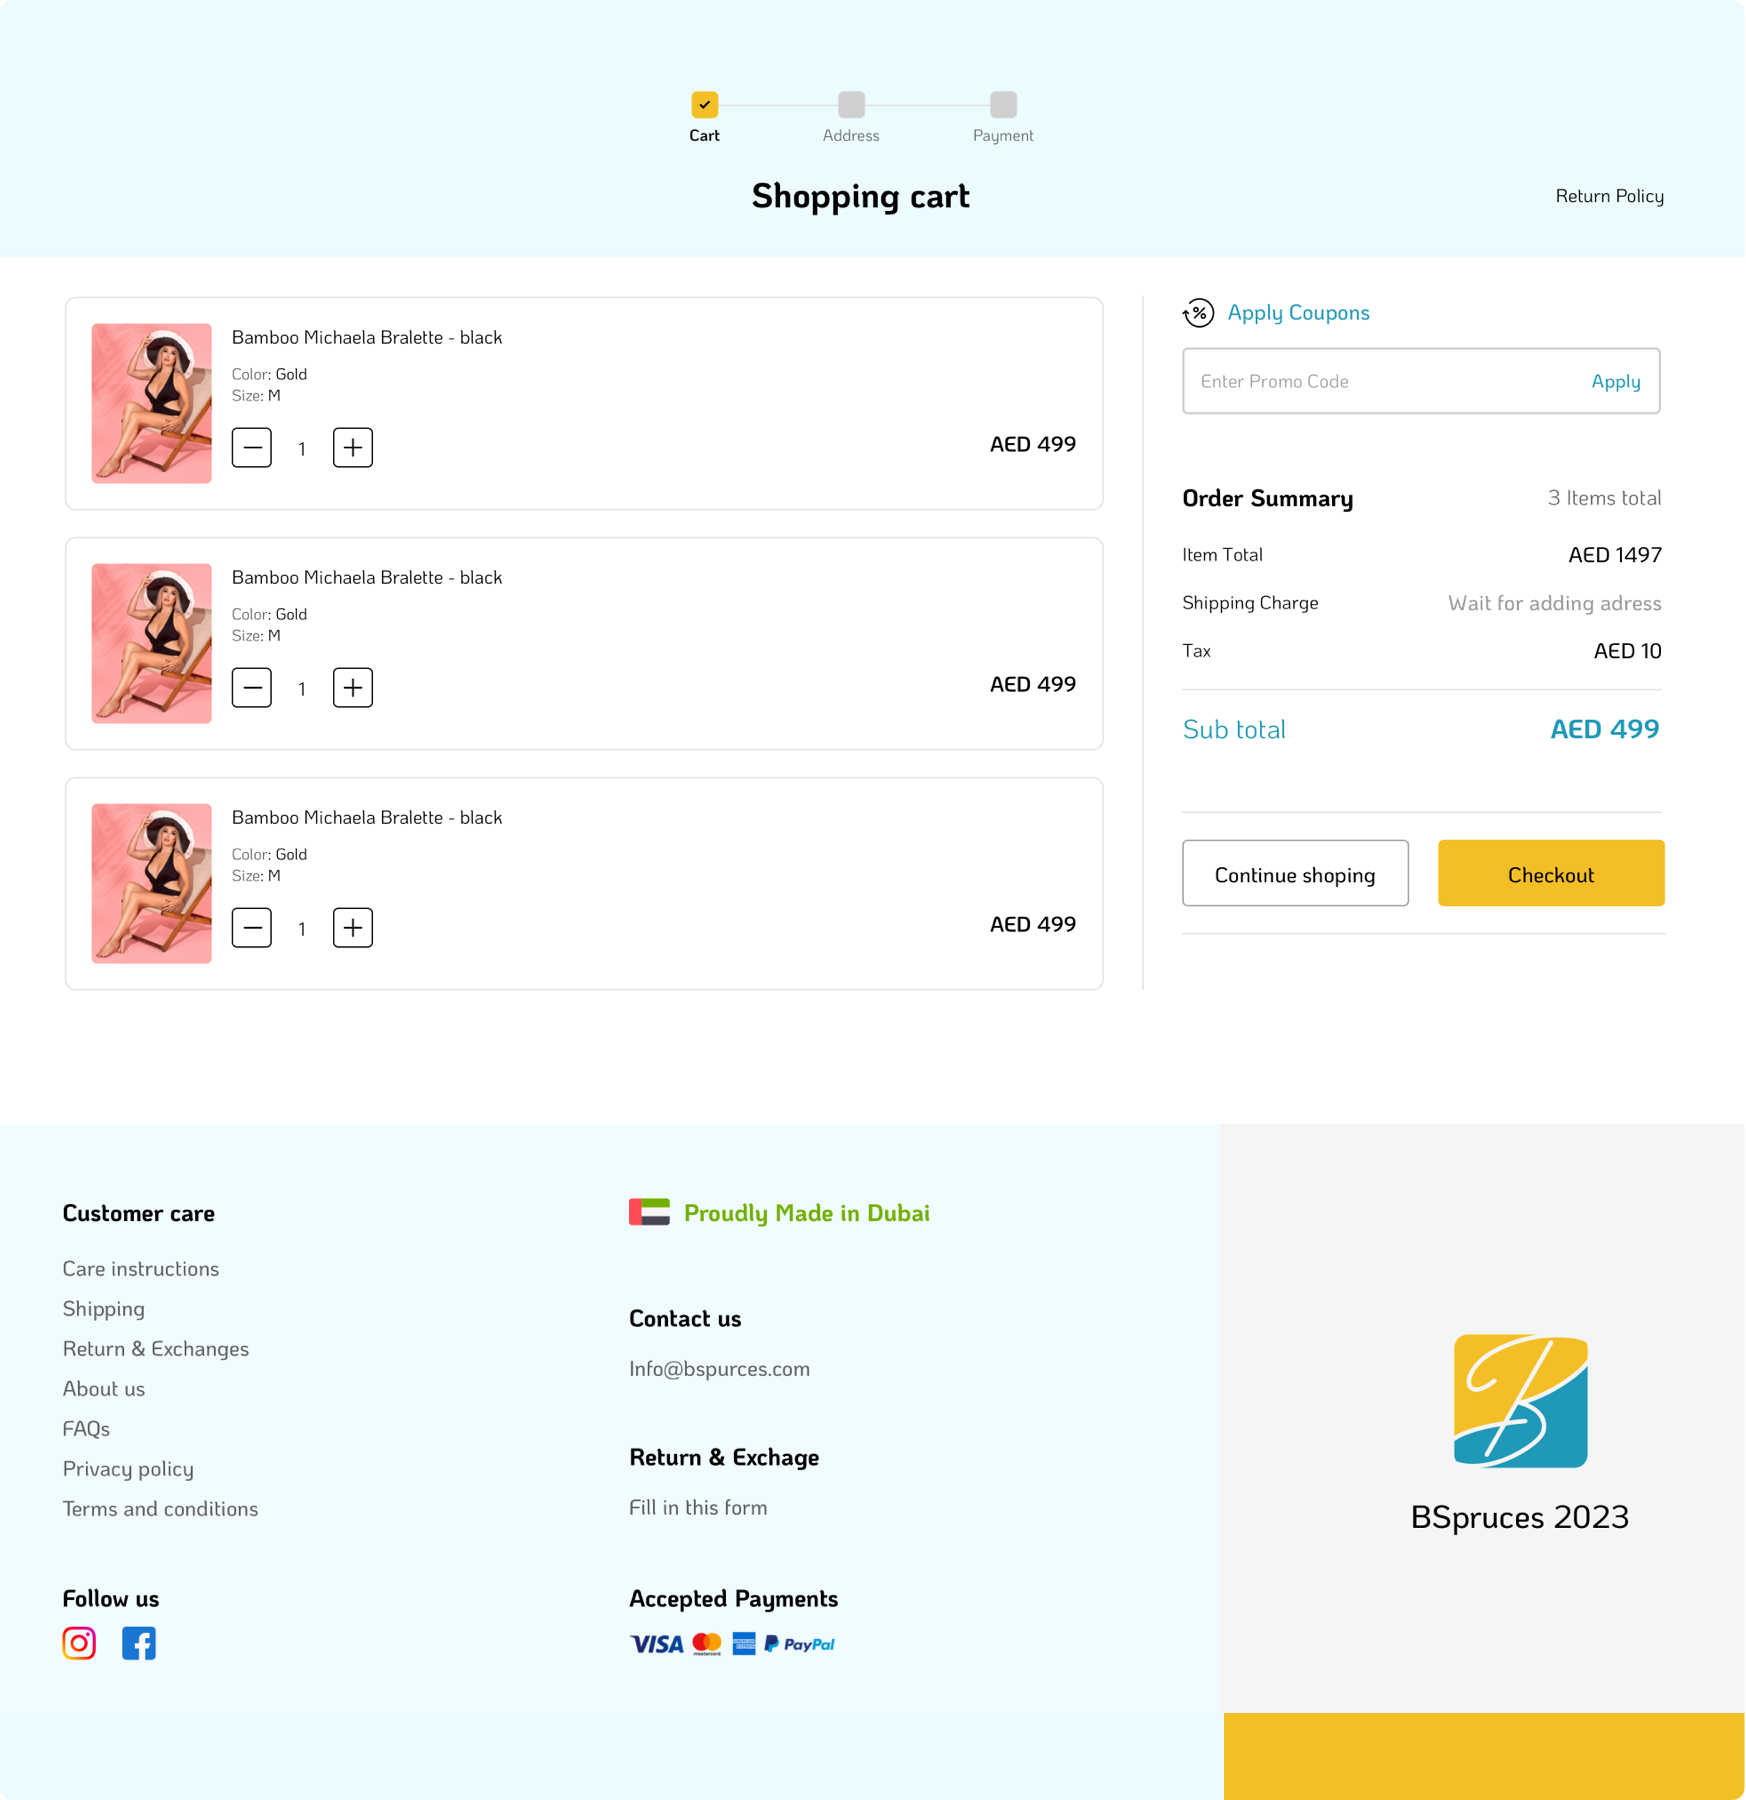 Cart
Address
Payment
Shopping cart
Return Policy
Bamboo Michaela Bralette - black
Color: Gold
Size: M
1
AED 499
Bamboo Michaela Bralette - black
Color: Gold
Size: M
1
AED 499
Bamboo Michaela Bralette - black
Color: Gold
Size: M
1
AED 499
% Apply Coupons
Enter Promo Code Apply
Order Summary 3 Items total
Item Total AED 1497
Shipping Charge Wait for adding adress
Tax AED 10
Sub total AED 499
Continue shoping
Checkout
Customer care
Care instructions
Shipping
Return & Exchanges
About us
FAQs
Privacy policy
Terms and conditions
Follow us
Proudly Made in Dubai
Contact us
Info@bspurces.com
Return & Exchage
Fill in this form
Accepted Payments
VISA mastercard AMERICAN EXPRESS PayPal
B
BSpruces 2023